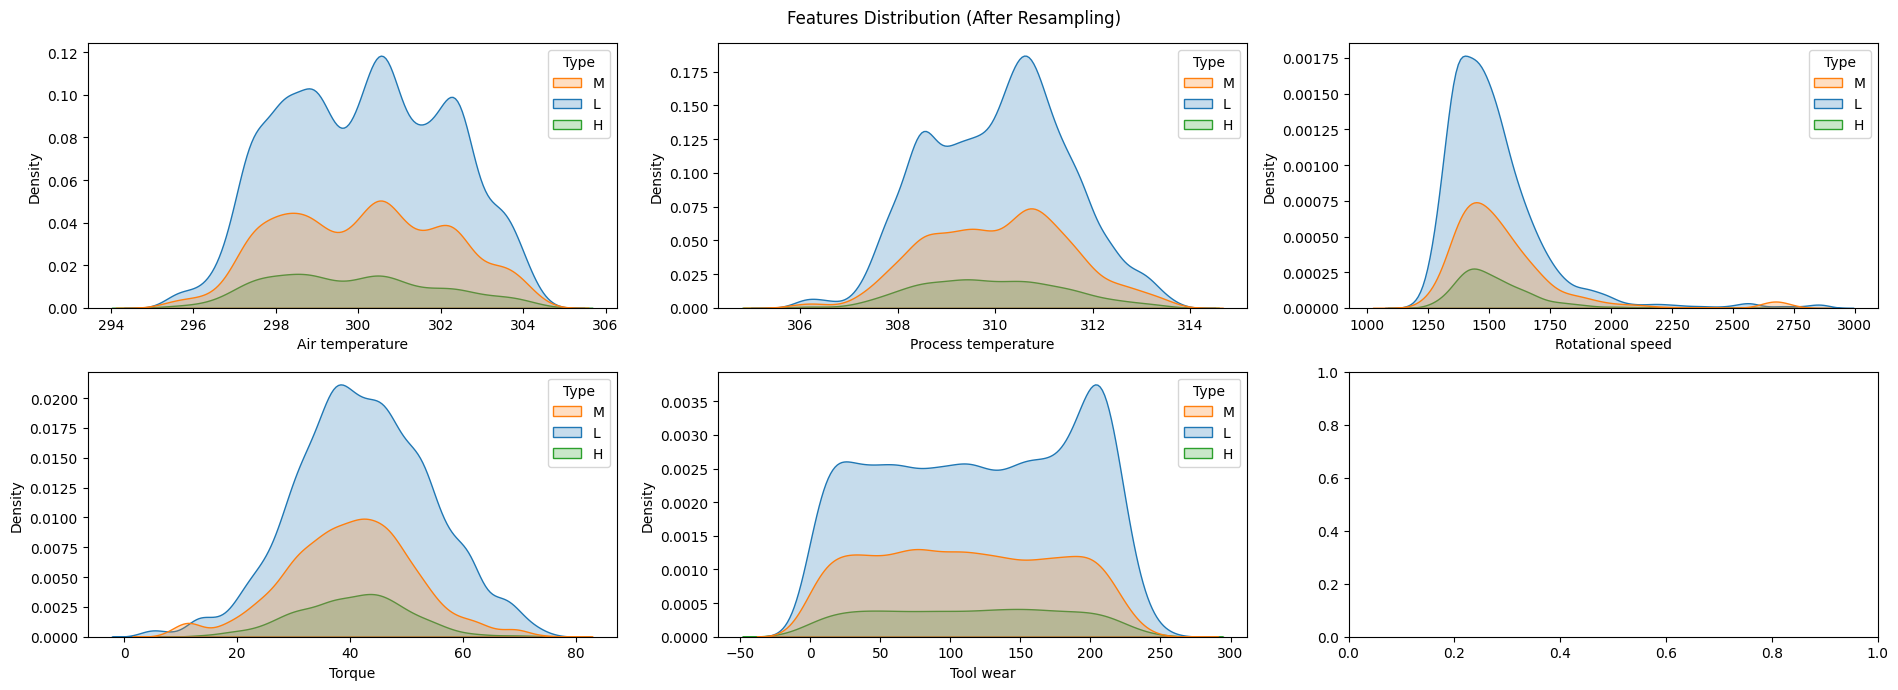 Features Distribution (After Resampling)
0.12
0.10
0.08
0.06
0.04
0.02
0.00
Density
294 296 298 300 302 304 306
Air temperature
Type
M
L
H
0.175
0.150
0.125
0.100
0.075
0.050
0.025
0.000
Density
306 308 310 312 314
Process temperature
Type
M
L
H
0.00175
0.00150
0.00125
0.00100
0.00075
0.00050
0.00025
0.00000
Density
1000 1250 1500 1750 2000 2250 2500 2750 3000
Rotational speed
Type
M
L
H
0.0200
0.0175
0.0150
0.0125
0.0100
0.0075
0.0050
0.0025
0.0000
Density
0 20 40 60 80
Torque
Type
M
L
H
0.0035
0.0030
0.0025
0.0020
0.0015
0.0010
0.0005
0.0000
Density
−50 0 50 100 150 200 250 300
Tool wear
Type
M
L
H
1.0
0.8
0.6
0.4
0.2
0.0
0.0 0.2 0.4 0.6 0.8 1.0